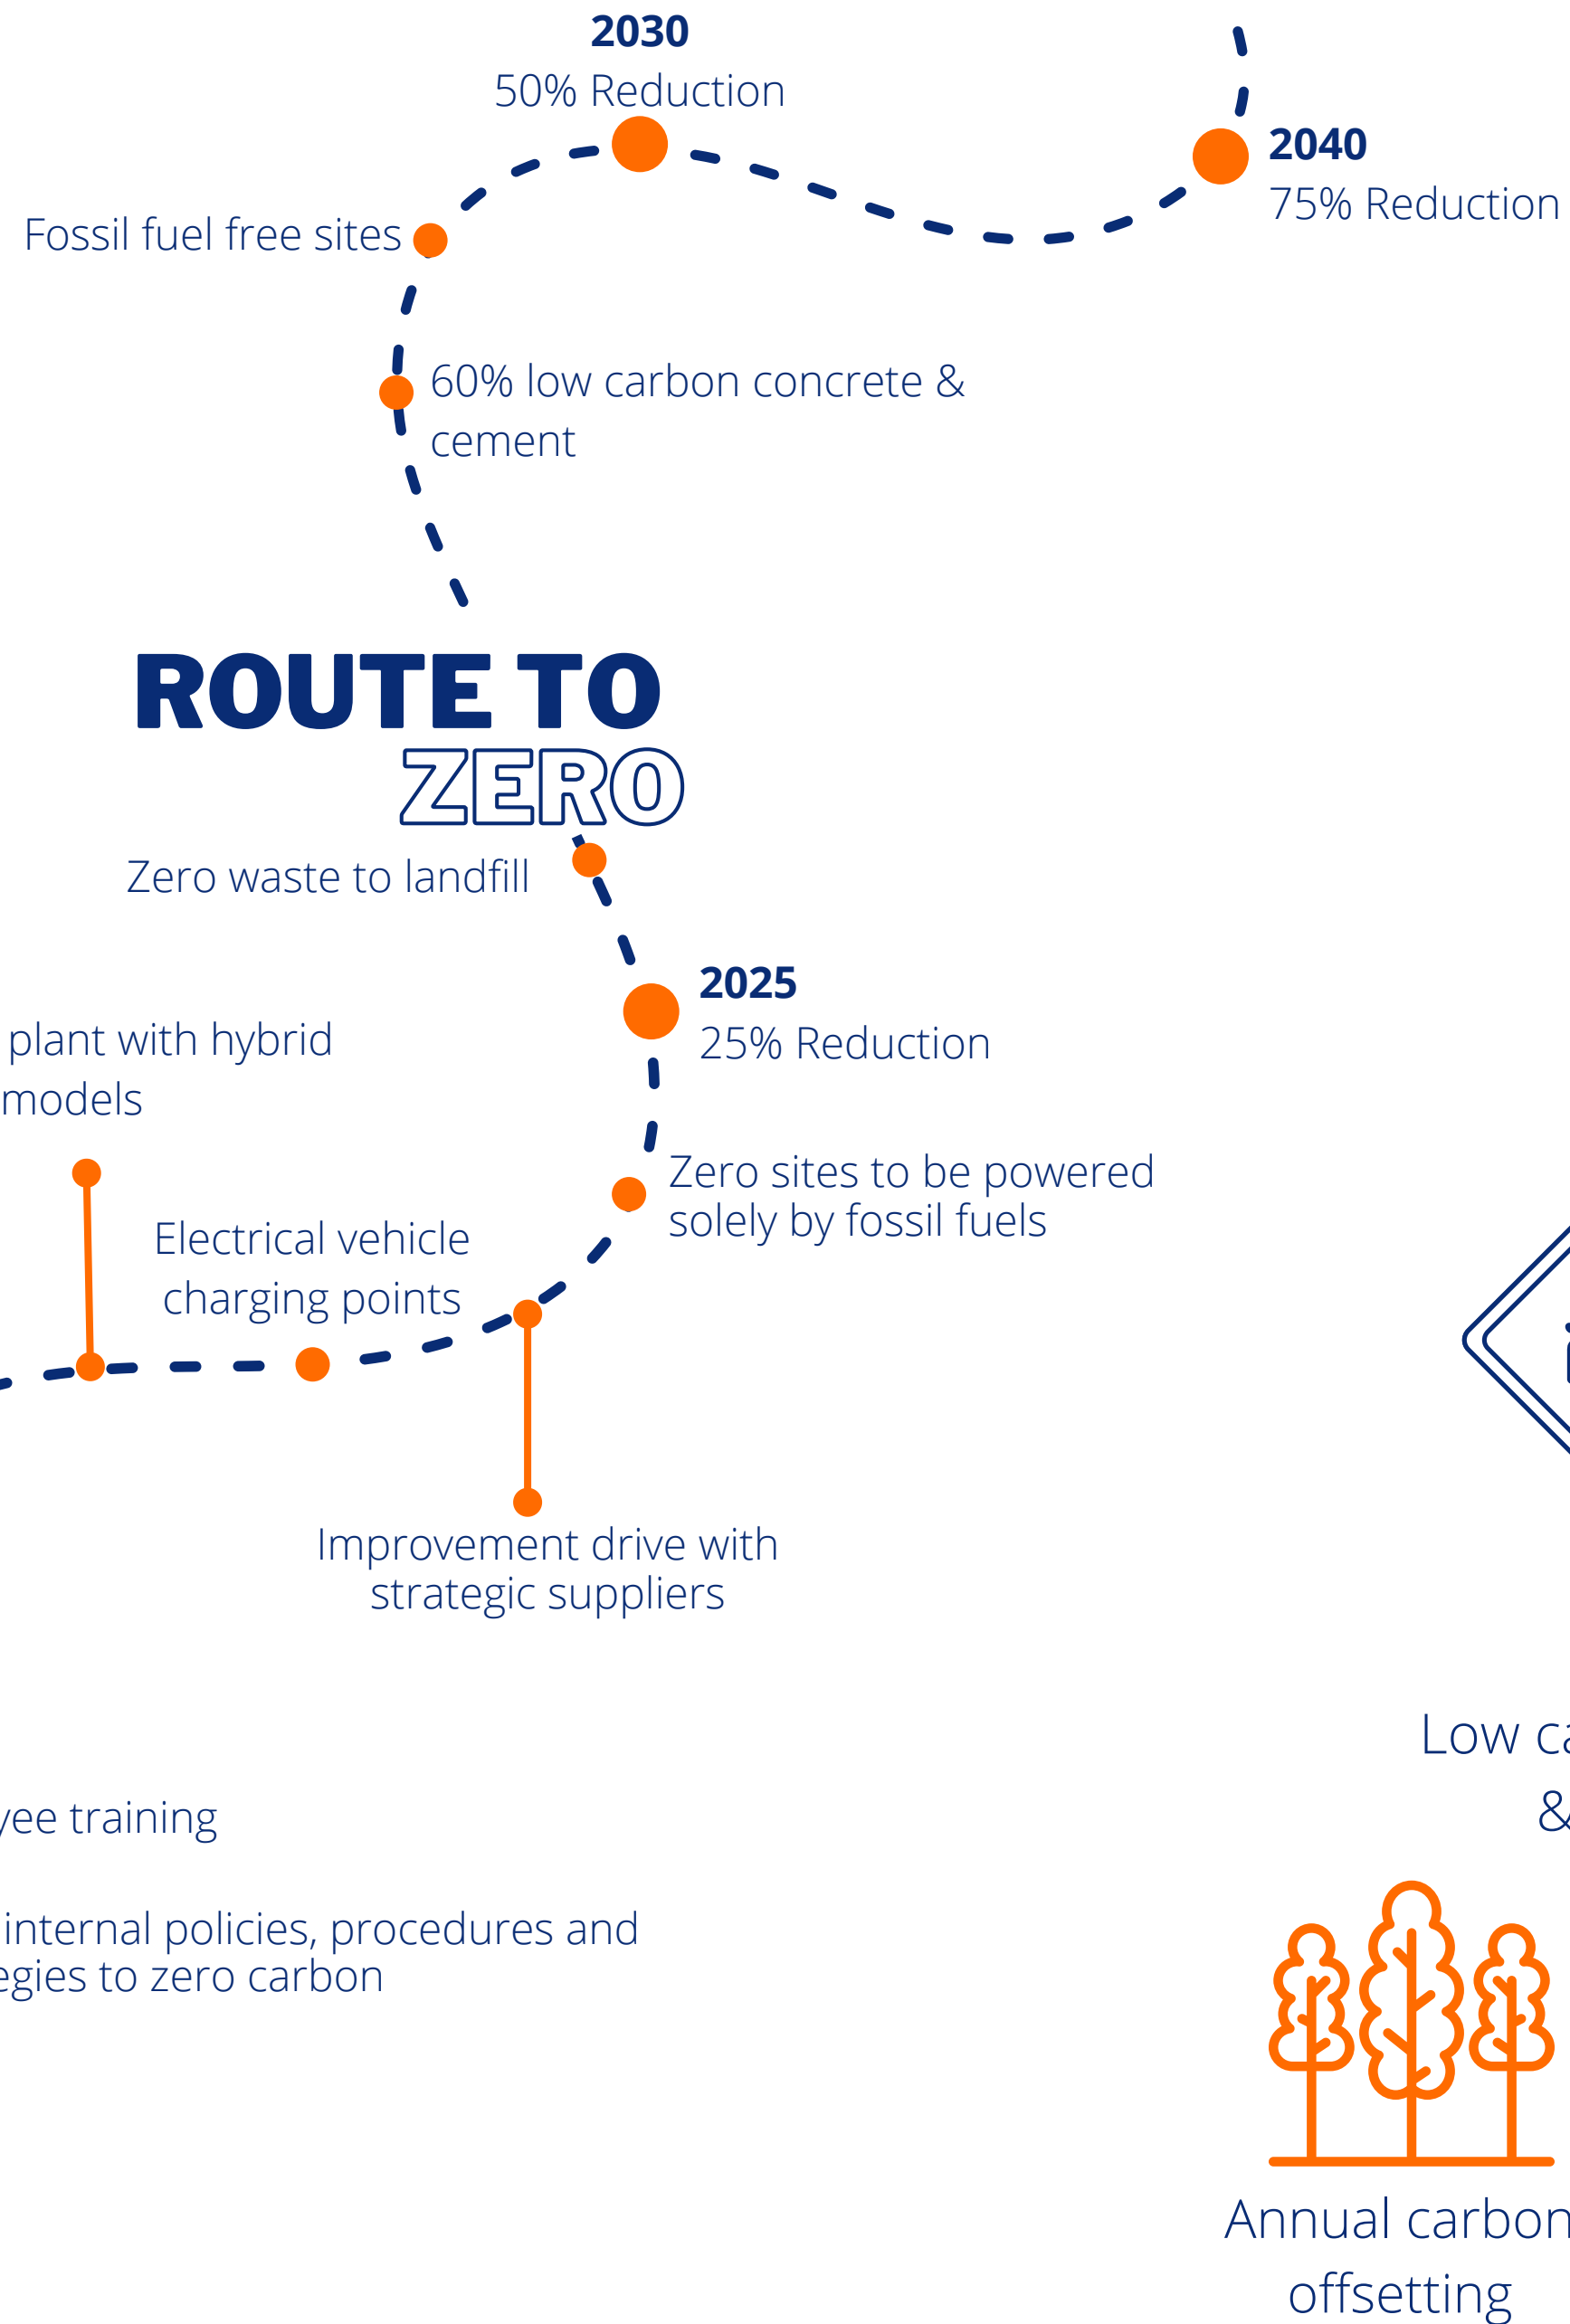 2030
50% Reduction
2040
75% Reduction
Fossil fuel free sites
60% low carbon concrete &
cement
ROUTE TO
ZERO
Zero waste to landfill
2025
25% Reduction
plant with hybrid
models
Zero sites to be powered
solely by fossil fuels
Electrical vehicle
charging points
Improvement drive with
strategic suppliers
Low
&
training
internal policies, procedures and
to zero carbon
Annual carbon
offsetting